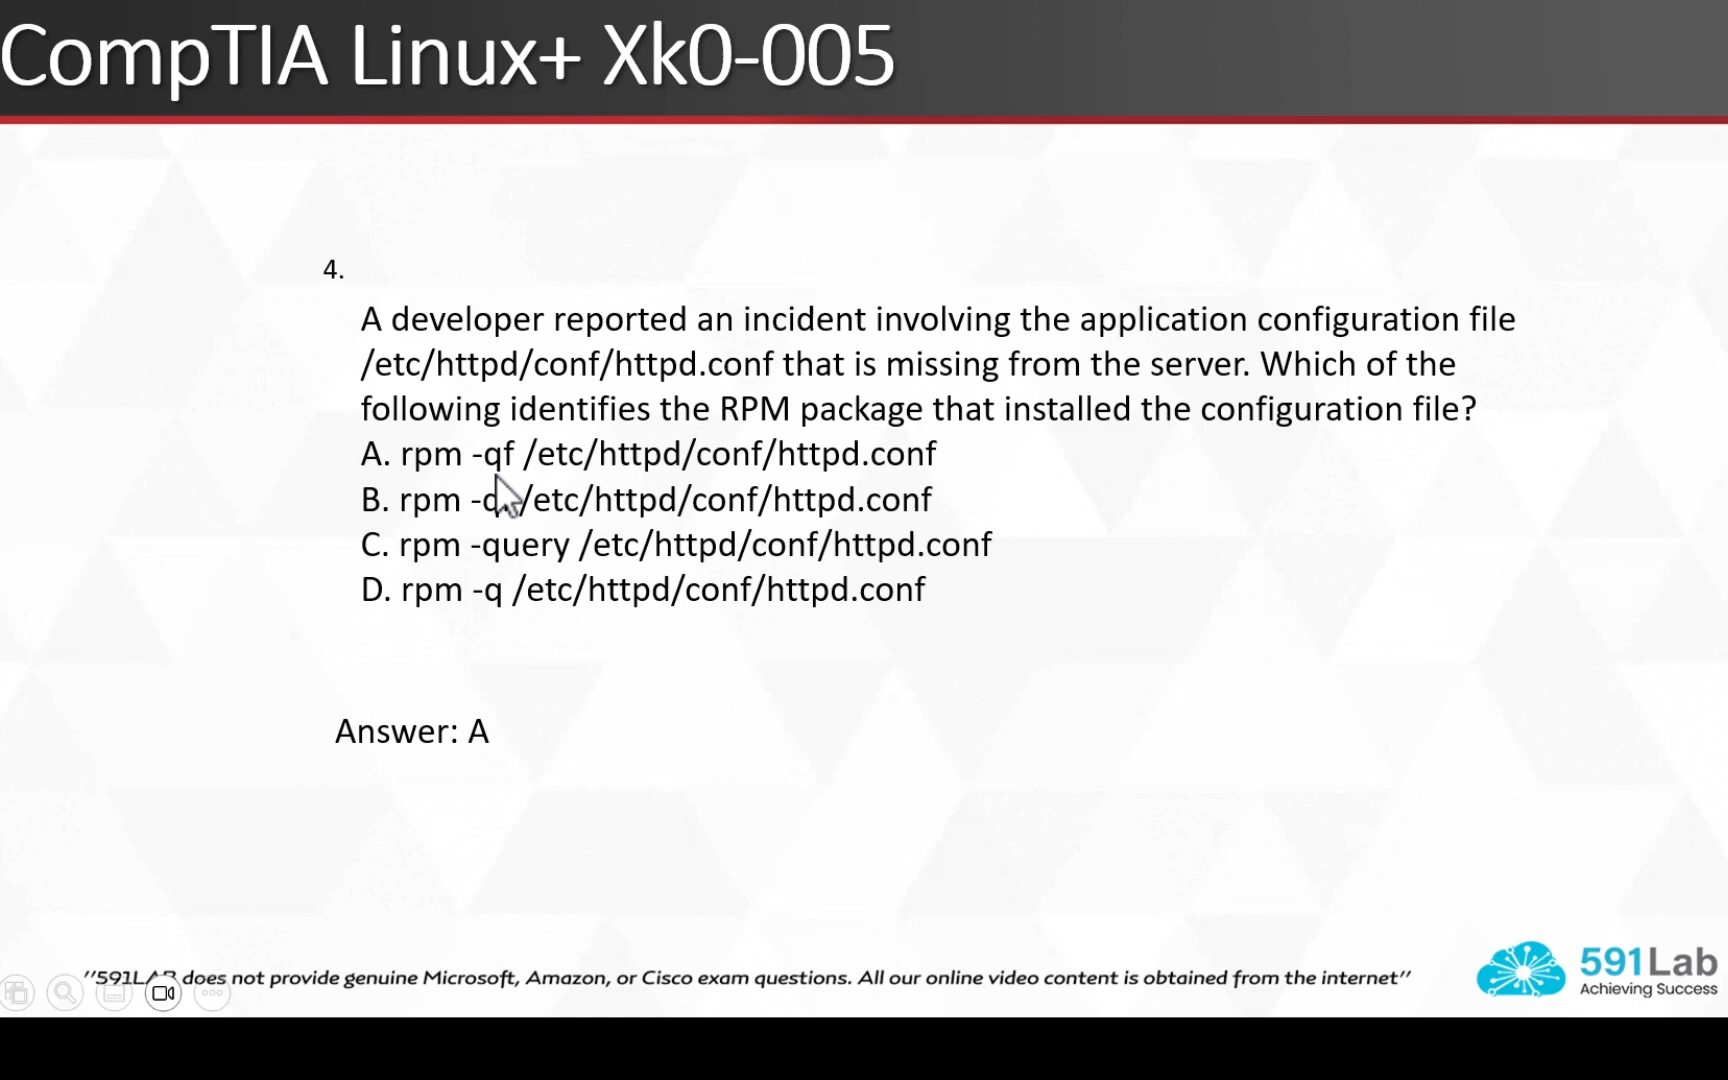 CompTIA Linux+ Xk0-005
4.
A developer reported an incident involving the application configuration file
/etc/httpd/conf/httpd.conf that is missing from the server. Which of the
following identifies the RPM package that installed the configuration file?
A. rpm -qf /etc/httpd/conf/httpd.conf
B. rpm /etc/httpd/conf/httpd.conf
C. rpm -query /etc/httpd/conf/httpd.conf
D. rpm -q /etc/httpd/conf/httpd.conf
Answer: A
"591LAB does not provide genuine Microsoft, Amazon, or Cisco exam questions. All our online video content is obtained from the internet"
591Lab
Achieving Success